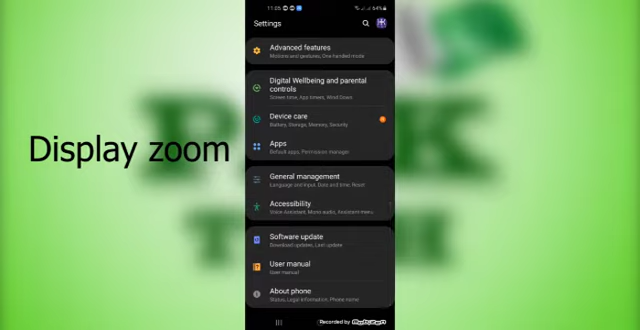 11:05
64%
Settings
Advanced features
Motions and gestures, One-handed mode
Digital Wellbeing and parental
controls
Screen time, App timers, Wind Down
Device care
Battery, Storage, Memory, Security
Apps
Default apps, Permission manager
Display zoom
General management
Language and input, Date and time, Reset
Accessibility
Voice Assistant, Mono audio, Assistant menu
Software update
Download updates, Last update
User manual
User manual
About phone
Status, Legal information, Phone name
Recorded by